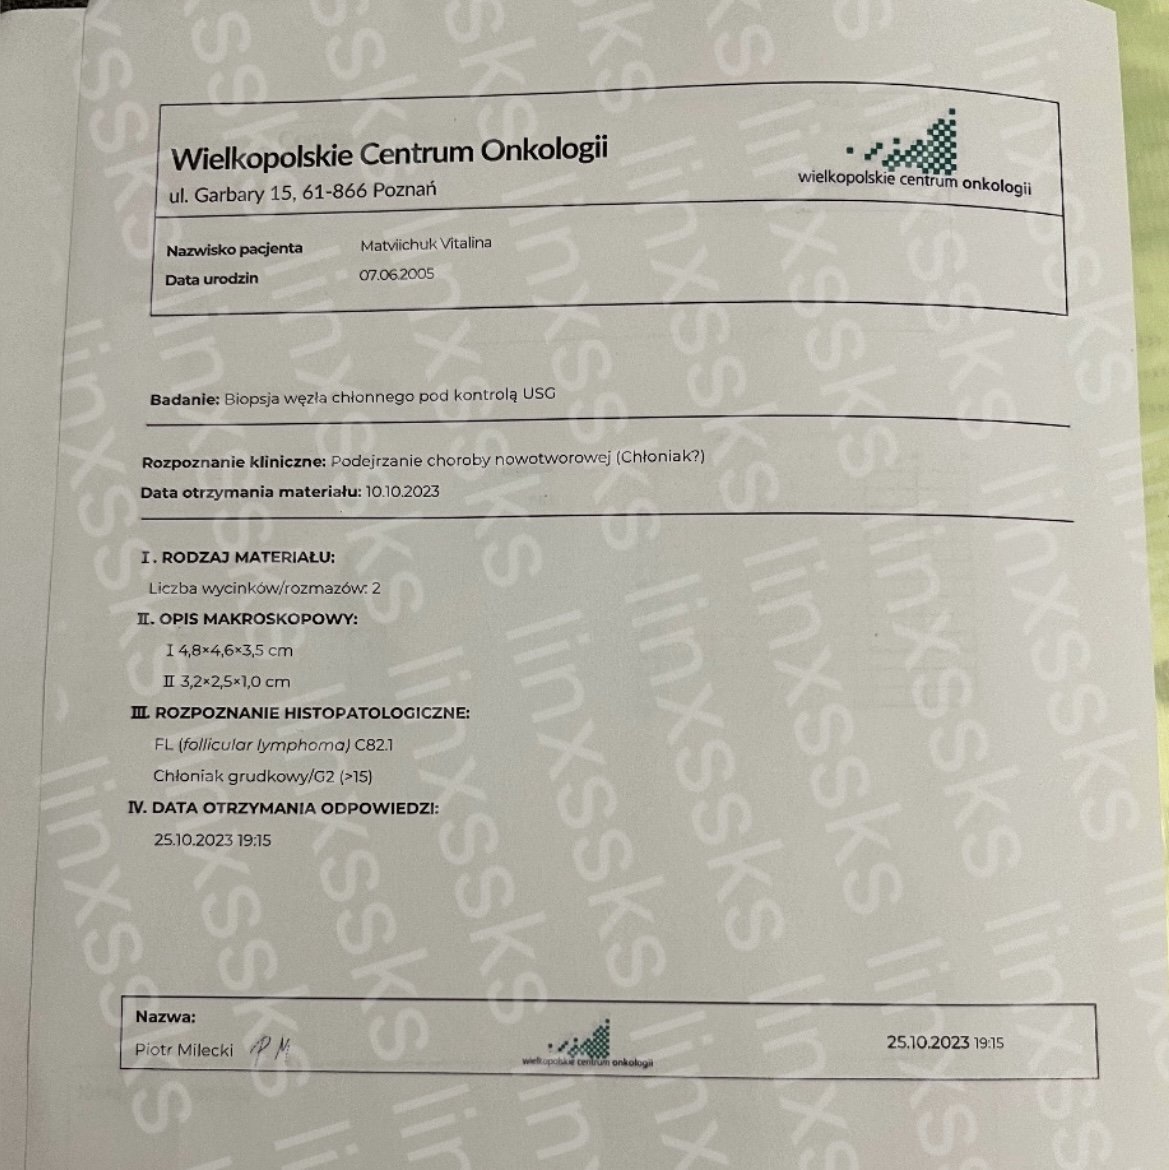 Wielkopolskie Centrum Onkologii
ul. Garbary 15, 61-866 Poznań
wielkopolskie centrum onkologii
Nazwisko pacjenta Matviichuk Vitalina
Data urodzin 07.06.2005
Badanie: Biopsja węzła chłonnego pod kontrolą USG
Rozpoznanie kliniczne: Podejrzanie choroby nowotworowej (Chłoniak?)
Data otrzymania materiału: 10.10.2023
I. RODZAJ MATERIAŁU:
Liczba wycinków/rozmazów: 2
II. OPIS MAKROSKOPOWY:
I 4,8×4,6×3,5 cm
II 3,2×2,5×1,0 cm
III. ROZPOZNANIE HISTOPATOLOGICZNE:
FL (follicular lymphoma) C82.1
Chłoniak grudkowy/G2 (>15)
IV. DATA OTRZYMANIA ODPOWIEDZI:
25.10.2023 19:15
Nazwa:
Piotr Milecki PM
wielkopolskie centrum onkologii
25.10.2023 19:15
linxssks